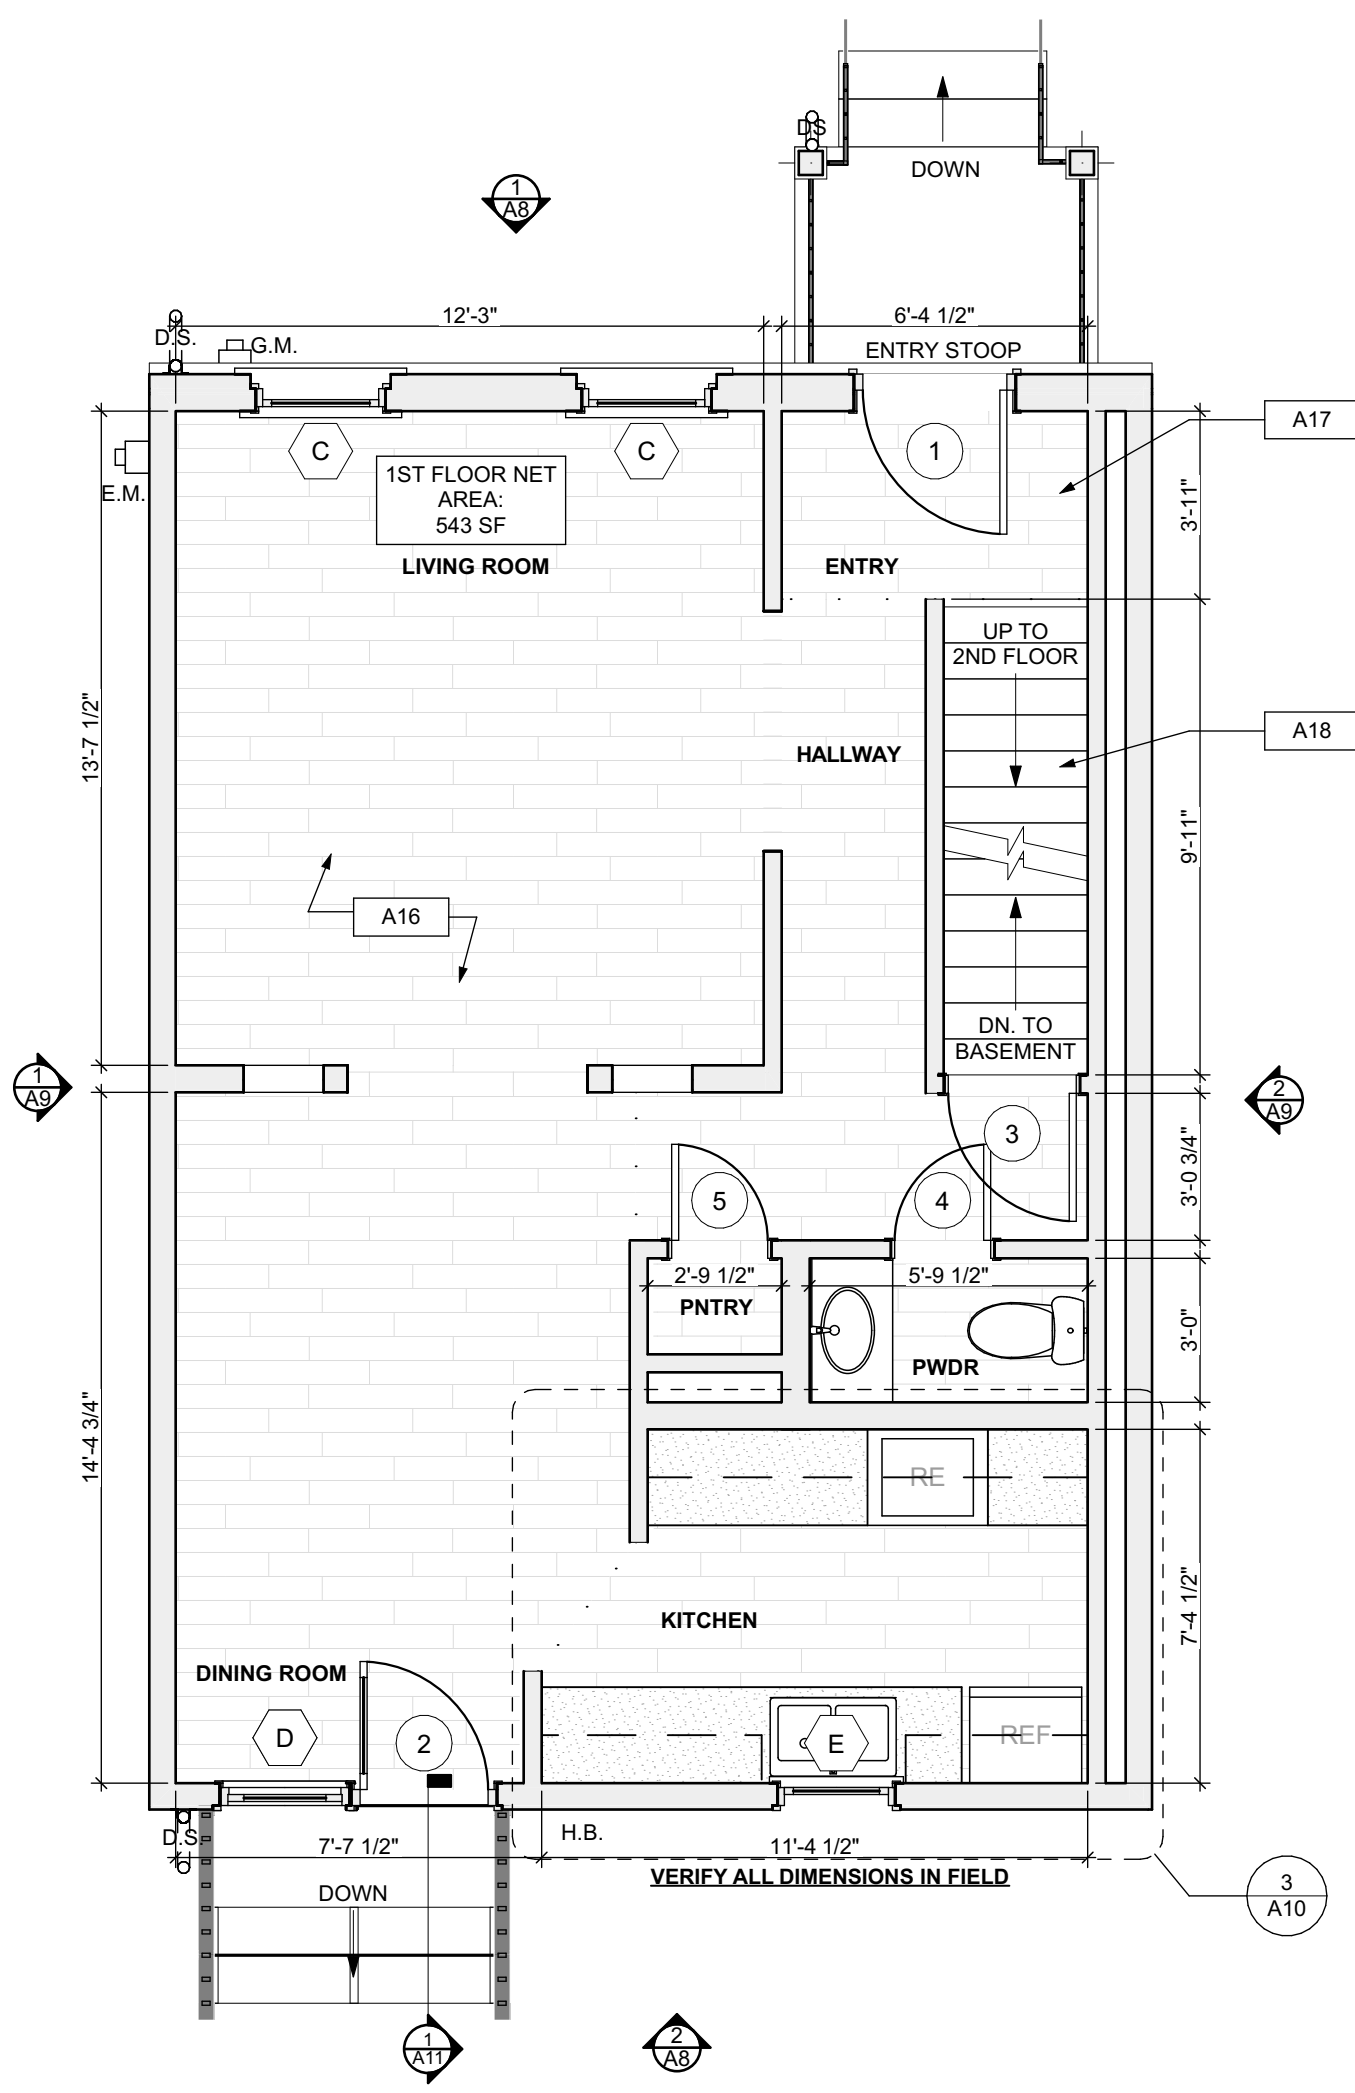 D.S
DOWN
1
A8
12'-3"
6'-4 1/2"
D.S.
G.M.
ENTRY STOOP
A17
C
C
1
1ST FLOOR NET
AREA:
543 SF
E.M.
3'-11"
LIVING ROOM
ENTRY
UP TO
2ND FLOOR
13'-7 1/2"
HALLWAY
A18
9'-11"
A16
DN. TO
BASEMENT
1
A9
2
A9
3
3'-0 3/4"
5
4
2'-9 1/2"
5'-9 1/2"
PNTRY
3'-0"
PWDR
14'-4 3/4"
RE
7'-4 1/2"
KITCHEN
DINING ROOM
D
2
E
REF
D.S.
7'-7 1/2"
H.B.
11'-4 1/2"
VERIFY ALL DIMENSIONS IN FIELD
DOWN
3
A10
1
A11
2
A8